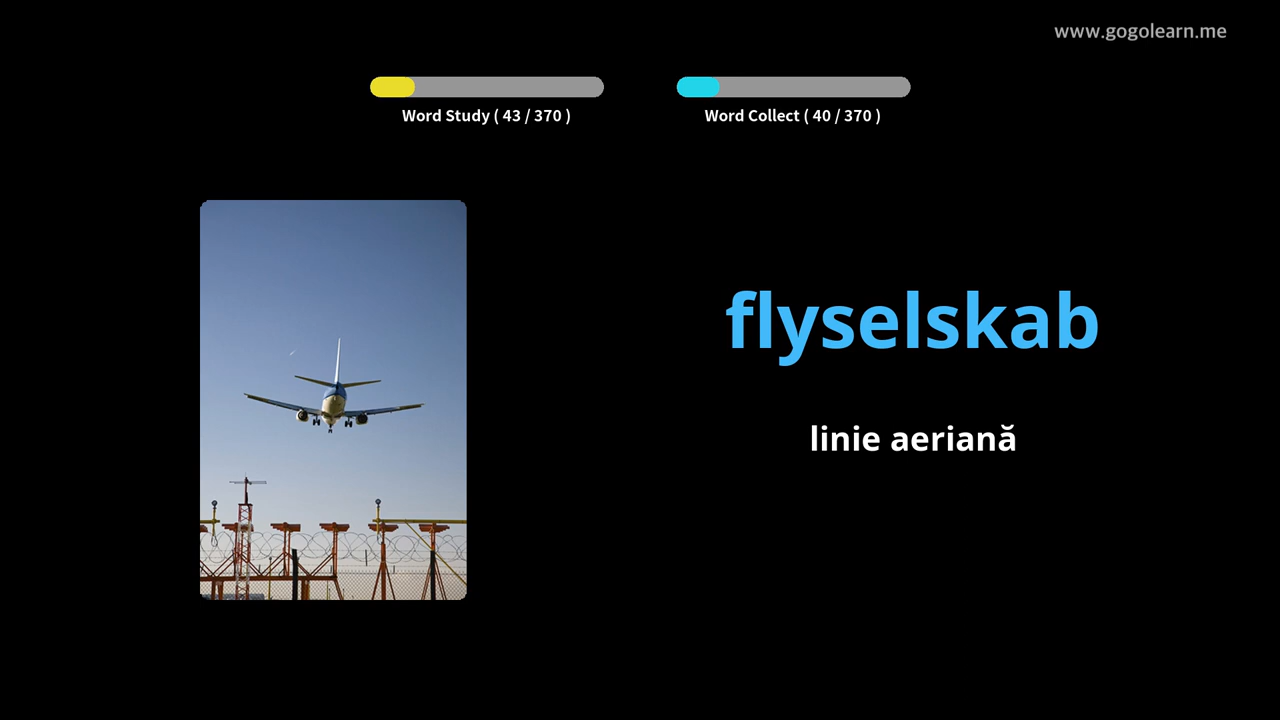 www.gogolearn.me
Word Study ( 43 / 370 )
Word Collect ( 40 / 370 )
flyselskab
linie aeriană